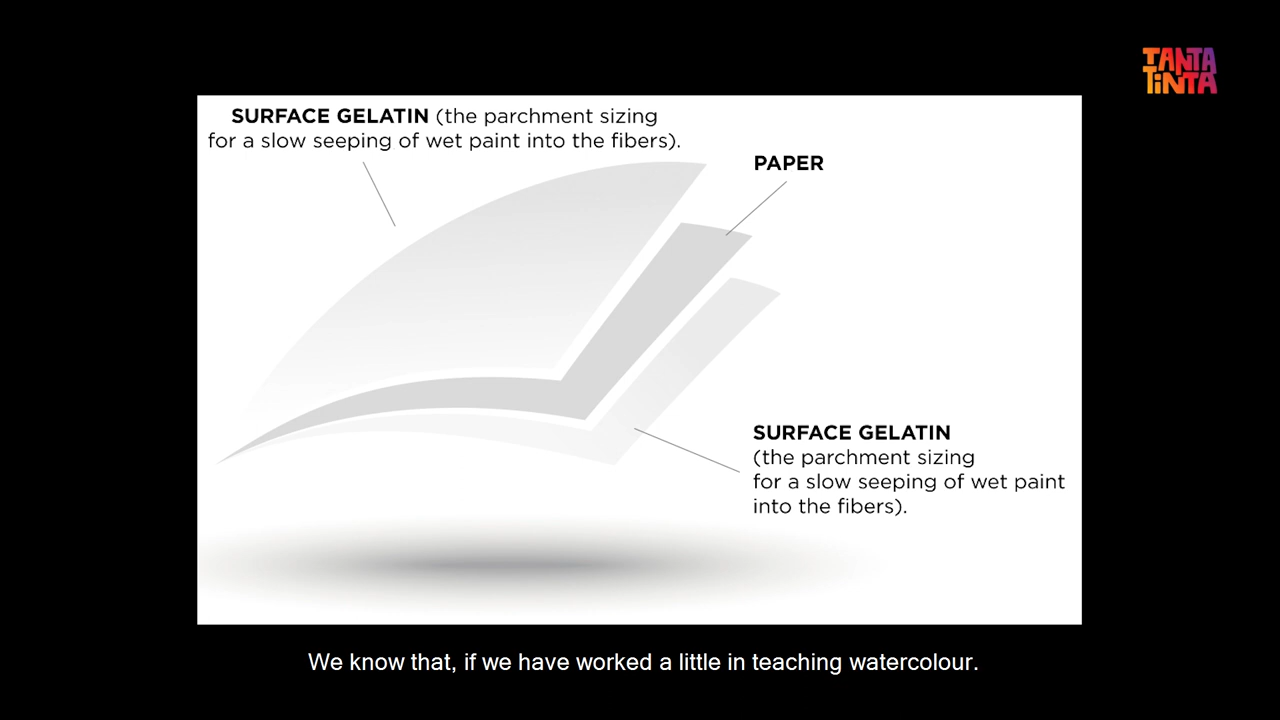 TANTA
TINTA
SURFACE GELATIN (the parchment sizing
for a slow seeping of wet paint into the fibers).
PAPER
SURFACE GELATIN
(the parchment sizing
for a slow seeping of wet paint
into the fibers).
We know that, if we have worked a little in teaching watercolour.